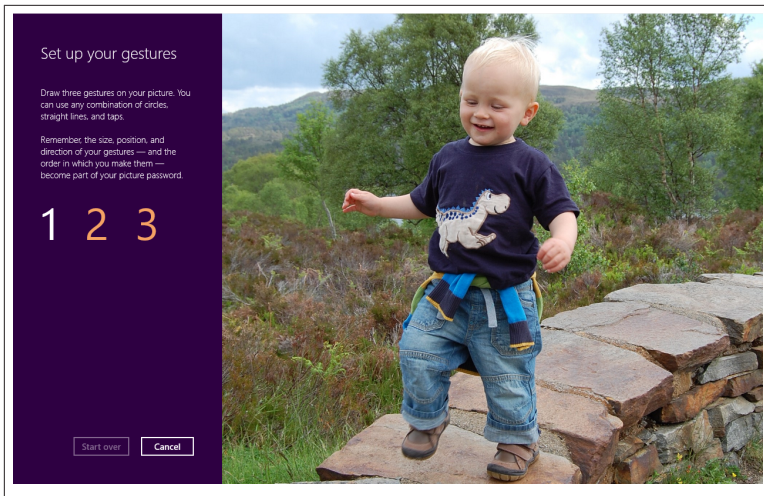 Set up your gestures
Draw three gestures on your picture. You
can use any combination of circles,
straight lines, and taps.
Remember, the size, position, and
direction of your gestures — and the
order in which you make them —
become part of your picture password.
1 2 3
Start over Cancel